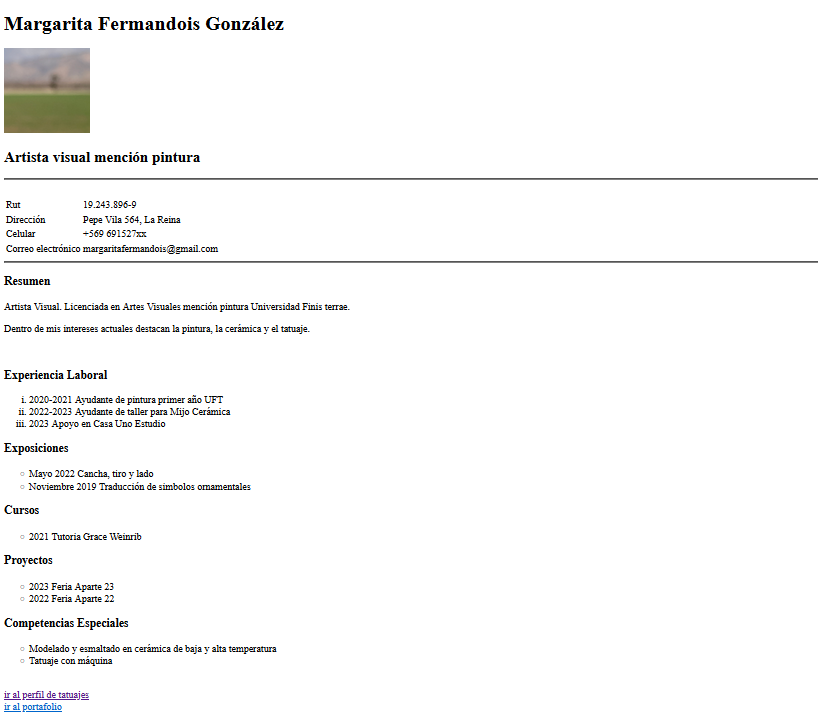 Margarita Fermandois González
Artista visual mención pintura
Rut 19.243.896-9
Dirección Pepe Vila 564, La Reina
Celular +569 691527xx
Correo electrónico margaritafermandois@gmail.com
Resumen
Artista Visual. Licenciada en Artes Visuales mención pintura Universidad Finis terrae.
Dentro de mis intereses actuales destacan la pintura, la cerámica y el tatuaje.
Experiencia Laboral
i. 2020-2021 Ayudante de pintura primer año UFT
ii. 2022-2023 Ayudante de taller para Mijo Cerámica
iii. 2023 Apoyo en Casa Uno Estudio
Exposiciones
○ Mayo 2022 Cancha, tiro y lado
○ Noviembre 2019 Traducción de simbolos ornamentales
Cursos
○ 2021 Tutoria Grace Weinrib
Proyectos
○ 2023 Feria Aparte 23
○ 2022 Feria Aparte 22
Competencias Especiales
○ Modelado y esmaltado en cerámica de baja y alta temperatura
○ Tatuaje con máquina
ir al perfil de tatuajes
ir al portafolio